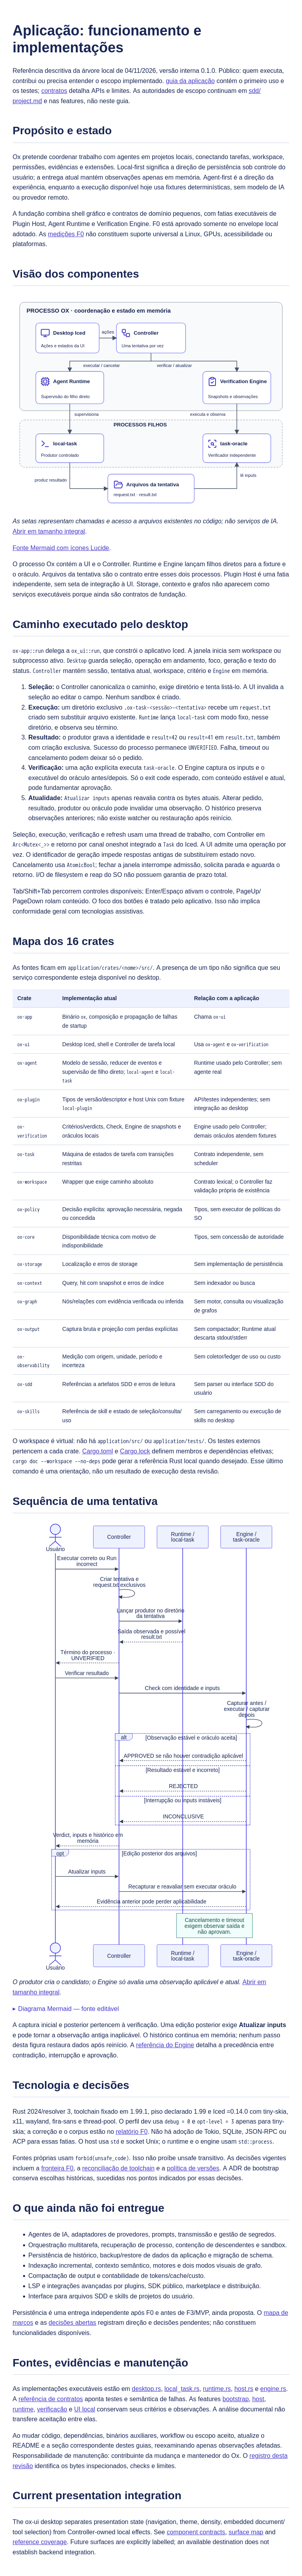 Aplicação: funcionamento e
implementações
Referência descritiva da árvore local de 04/11/2026, versão interna 0.1.0. Público: quem executa,
contribui ou precisa entender o escopo implementado. guia da aplicação contém o primeiro uso e
os testes; contratos detalha APIs e limites. As autoridades de escopo continuam em sdd/
project.md e nas features, não neste guia.
Propósito e estado
Ox pretende coordenar trabalho com agentes em projetos locais, conectando tarefas, workspace,
permissões, evidências e extensões. Local-first significa a direção de persistência sob controle do
usuário; a entrega atual mantém observações apenas em memória. Agent-first é a direção da
experiência, enquanto a execução disponível hoje usa fixtures determinísticas, sem modelo de IA
ou provedor remoto.
A fundação combina shell gráfico e contratos de domínio pequenos, com fatias executáveis de
Plugin Host, Agent Runtime e Verification Engine. F0 está aprovado somente no envelope local
adotado. As medições F0 não constituem suporte universal a Linux, GPUs, acessibilidade ou
plataformas.
Visão dos componentes
PROCESSO OX · coordenação e estado em memória
Desktop Iced
Ações e estados da UI
ações
Controller
Uma tentativa por vez
executar / cancelar
verificar / atualizar
Agent Runtime
Supervisão do filho direto
Verification Engine
Snapshots e observações
supervisiona
executa e observa
PROCESSOS FILHOS
local-task
Produtor controlado
task-oracle
Verificador independente
produz resultado
lê inputs
Arquivos da tentativa
request.txt · result.txt
As setas representam chamadas e acesso a arquivos existentes no código; não serviços de IA.
Abrir em tamanho integral.
Fonte Mermaid com ícones Lucide.
O processo Ox contém a UI e o Controller. Runtime e Engine lançam filhos diretos para a fixture e
o oráculo. Arquivos da tentativa são o contrato entre esses dois processos. Plugin Host é uma fatia
independente, sem seta de integração à UI. Storage, contexto e grafos não aparecem como
serviços executáveis porque ainda são contratos de fundação.
Caminho executado pelo desktop
ox-app::run delega a ox_ui::run, que constrói o aplicativo Iced. A janela inicia sem workspace e
subprocesso ativo. Desktop guarda seleção, operação em andamento, foco, geração e texto de
status. Controller mantém sessão, tentativa atual, workspace, critério e Engine em memória.
1. Seleção: o Controller canonicaliza o caminho, exige diretório e tenta listá-lo. A UI invalida a
seleção ao editar o campo. Nenhum sandbox é criado.
2. Execução: um diretório exclusivo .ox-task-<sessão>-<tentativa> recebe um request.txt
criado sem substituir arquivo existente. Runtime lança local-task com modo fixo, nesse
diretório, e observa seu término.
3. Resultado: o produtor grava a identidade e result=42 ou result=41 em result.txt, também
com criação exclusiva. Sucesso do processo permanece UNVERIFIED. Falha, timeout ou
cancelamento podem deixar só o pedido.
4. Verificação: uma ação explícita executa task-oracle. O Engine captura os inputs e o
executável do oráculo antes/depois. Só o exit code esperado, com conteúdo estável e atual,
pode fundamentar aprovação.
5. Atualidade: Atualizar inputs apenas reavalia contra os bytes atuais. Alterar pedido,
resultado, produtor ou oráculo pode invalidar uma observação. O histórico preserva
observações anteriores; não existe watcher ou restauração após reinício.
Seleção, execução, verificação e refresh usam uma thread de trabalho, com Controller em
Arc<Mutex<_>> e retorno por canal oneshot integrado a Task do Iced. A UI admite uma operação por
vez. O identificador de geração impede respostas antigas de substituírem estado novo.
Cancelamento usa AtomicBool; fechar a janela interrompe admissão, solicita parada e aguarda o
retorno. I/O de filesystem e reap do SO não possuem garantia de prazo total.
Tab/Shift+Tab percorrem controles disponíveis; Enter/Espaço ativam o controle, PageUp/
PageDown rolam conteúdo. O foco dos botões é tratado pelo aplicativo. Isso não implica
conformidade geral com tecnologias assistivas.
Mapa dos 16 crates
As fontes ficam em application/crates/<nome>/src/. A presença de um tipo não significa que seu
serviço correspondente esteja disponível no desktop.
Crate Implementação atual Relação com a aplicação
ox-app Binário ox, composição e propagação de falhas de startup Chama ox-ui
ox-ui Desktop Iced, shell e Controller de tarefa local Usa ox-agent e ox-verification
ox-agent Modelo de sessão, reducer de eventos e supervisão de filho direto; local-agent e local-task Runtime usado pelo Controller; sem agente real
ox-plugin Tipos de versão/descriptor e host Unix com fixture local-plugin API/testes independentes; sem integração ao desktop
ox-verification Critérios/verdicts, Check, Engine de snapshots e oráculos locais Engine usado pelo Controller; demais oráculos atendem fixtures
ox-task Máquina de estados de tarefa com transições restritas Contrato independente, sem scheduler
ox-workspace Wrapper que exige caminho absoluto Contrato lexical; o Controller faz validação própria de existência
ox-policy Decisão explícita: aprovação necessária, negada ou concedida Tipos, sem executor de políticas do SO
ox-core Disponibilidade técnica com motivo de indisponibilidade Tipos, sem concessão de autoridade
ox-storage Localização e erros de storage Sem implementação de persistência
ox-context Query, hit com snapshot e erros de índice Sem indexador ou busca
ox-graph Nós/relações com evidência verificada ou inferida Sem motor, consulta ou visualização de grafos
ox-output Captura bruta e projeção com perdas explícitas Sem compactador; Runtime atual descarta stdout/stderr
ox-observability Medição com origem, unidade, período e incerteza Sem coletor/ledger de uso ou custo
ox-sdd Referências a artefatos SDD e erros de leitura Sem parser ou interface SDD do usuário
ox-skills Referência de skill e estado de seleção/consulta/uso Sem carregamento ou execução de skills no desktop
O workspace é virtual: não há application/src/ ou application/tests/. Os testes externos
pertencem a cada crate. Cargo.toml e Cargo.lock definem membros e dependências efetivas;
cargo doc --workspace --no-deps pode gerar a referência Rust local quando desejado. Esse último
comando é uma orientação, não um resultado de execução desta revisão.
Sequência de uma tentativa
Usuário
Controller
Runtime /
local-task
Engine /
task-oracle
Executar correto ou Run
incorrect
Criar tentativa e
request.txt exclusivos
Lançar produtor no diretório
da tentativa
Saída observada e possível
result.txt
Término do processo ·
UNVERIFIED
Verificar resultado
Check com identidade e inputs
Capturar antes /
executar / capturar
depois
alt
[Observação estável e oráculo aceita]
APPROVED se não houver contradição aplicável
[Resultado estável e incorreto]
REJECTED
[Interrupção ou inputs instáveis]
INCONCLUSIVE
Verdict, inputs e histórico em
memória
opt
[Edição posterior dos arquivos]
Atualizar inputs
Recapturar e reavaliar sem executar oráculo
Evidência anterior pode perder aplicabilidade
Cancelamento e timeout
exigem observar saída e
não aprovam.
Usuário
Controller
Runtime /
local-task
Engine /
task-oracle
O produtor cria o candidato; o Engine só avalia uma observação aplicável e atual. Abrir em
tamanho integral.
▸ Diagrama Mermaid — fonte editável
A captura inicial e posterior pertencem à verificação. Uma edição posterior exige Atualizar inputs
e pode tornar a observação antiga inaplicável. O histórico continua em memória; nenhum passo
desta figura restaura dados após reinício. A referência do Engine detalha a precedência entre
contradição, interrupção e aprovação.
Tecnologia e decisões
Rust 2024/resolver 3, toolchain fixado em 1.99.1, piso declarado 1.99 e Iced =0.14.0 com tiny-skia,
x11, wayland, fira-sans e thread-pool. O perfil dev usa debug = 0 e opt-level = 3 apenas para tiny-
skia; a correção e o corpus estão no relatório F0. Não há adoção de Tokio, SQLite, JSON-RPC ou
ACP para essas fatias. O host usa std e socket Unix; o runtime e o engine usam std::process.
Fontes próprias usam forbid(unsafe_code). Isso não proíbe unsafe transitivo. As decisões vigentes
incluem a fronteira F0, a reconciliação de toolchain e a política de versões. A ADR de bootstrap
conserva escolhas históricas, sucedidas nos pontos indicados por essas decisões.
O que ainda não foi entregue
• Agentes de IA, adaptadores de provedores, prompts, transmissão e gestão de segredos.
• Orquestração multitarefa, recuperação de processo, contenção de descendentes e sandbox.
• Persistência de histórico, backup/restore de dados da aplicação e migração de schema.
• Indexação incremental, contexto semântico, motores e dois modos visuais de grafo.
• Compactação de output e contabilidade de tokens/cache/custo.
• LSP e integrações avançadas por plugins, SDK público, marketplace e distribuição.
• Interface para arquivos SDD e skills de projetos do usuário.
Persistência é uma entrega independente após F0 e antes de F3/MVP, ainda proposta. O mapa de
marcos e as decisões abertas registram direção e decisões pendentes; não constituem
funcionalidades disponíveis.
Fontes, evidências e manutenção
As implementações executáveis estão em desktop.rs, local_task.rs, runtime.rs, host.rs e engine.rs.
A referência de contratos aponta testes e semântica de falhas. As features bootstrap, host,
runtime, verificação e UI local conservam seus critérios e observações. A análise documental não
transfere aceitação entre elas.
Ao mudar código, dependências, binários auxiliares, workflow ou escopo aceito, atualize o
README e a seção correspondente destes guias, reexaminando apenas observações afetadas.
Responsabilidade de manutenção: contribuinte da mudança e mantenedor do Ox. O registro desta
revisão identifica os bytes inspecionados, checks e limites.
Current presentation integration
The ox-ui desktop separates presentation state (navigation, theme, density, embedded document/
tool selection) from Controller-owned local effects. See component contracts, surface map and
reference coverage. Future surfaces are explicitly labelled; an available destination does not
establish backend integration.